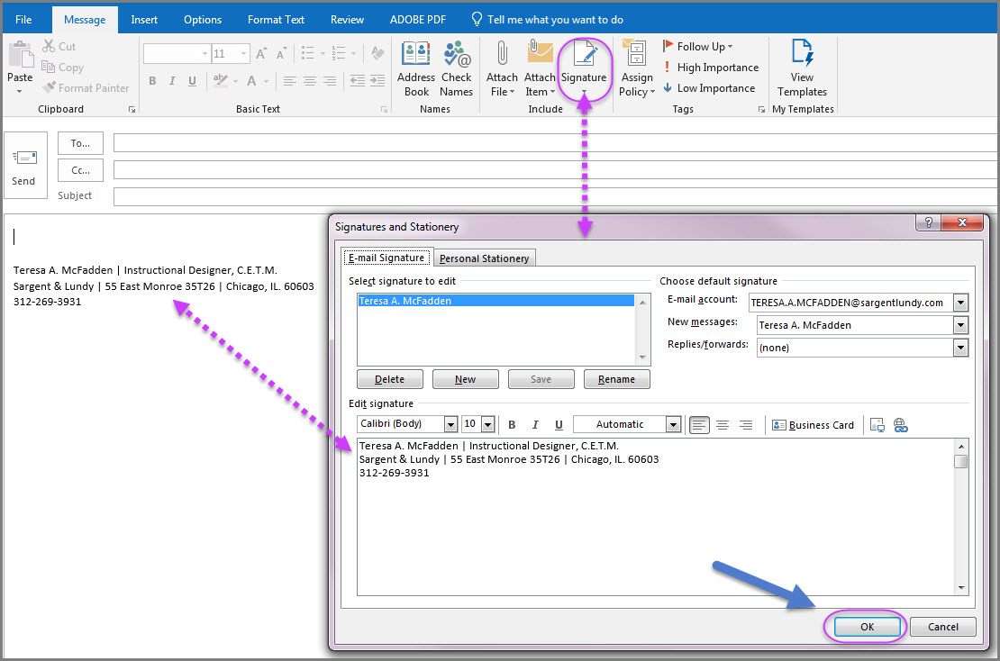 File Message Insert Options Format Text Review ADOBE PDF Tell me what you want to do
Paste
Cut
Copy
Format Painter
Clipboard
11
A A
B I U
ab A
Basic Text
Address Book
Check Names
Names
Attach File
Attach Item
Signature
Include
Assign Policy
Follow Up
High Importance
Low Importance
Tags
View Templates
My Templates
Send
To...
Cc...
Subject
Teresa A. McFadden | Instructional Designer, C.E.T.M.
Sargent & Lundy | 55 East Monroe 35T26 | Chicago, IL. 60603
312-269-3931
Signatures and Stationery
?
E-mail Signature Personal Stationery
Select signature to edit
Teresa A. McFadden
Delete New Save Rename
Choose default signature
E-mail account: TERESA.A.MCFADDEN@sargentlundy.com
New messages: Teresa A. McFadden
Replies/forwards: (none)
Edit signature
Calibri (Body) 10 B I U Automatic Business Card
Teresa A. McFadden | Instructional Designer, C.E.T.M.
Sargent & Lundy | 55 East Monroe 35T26 | Chicago, IL. 60603
312-269-3931
OK Cancel